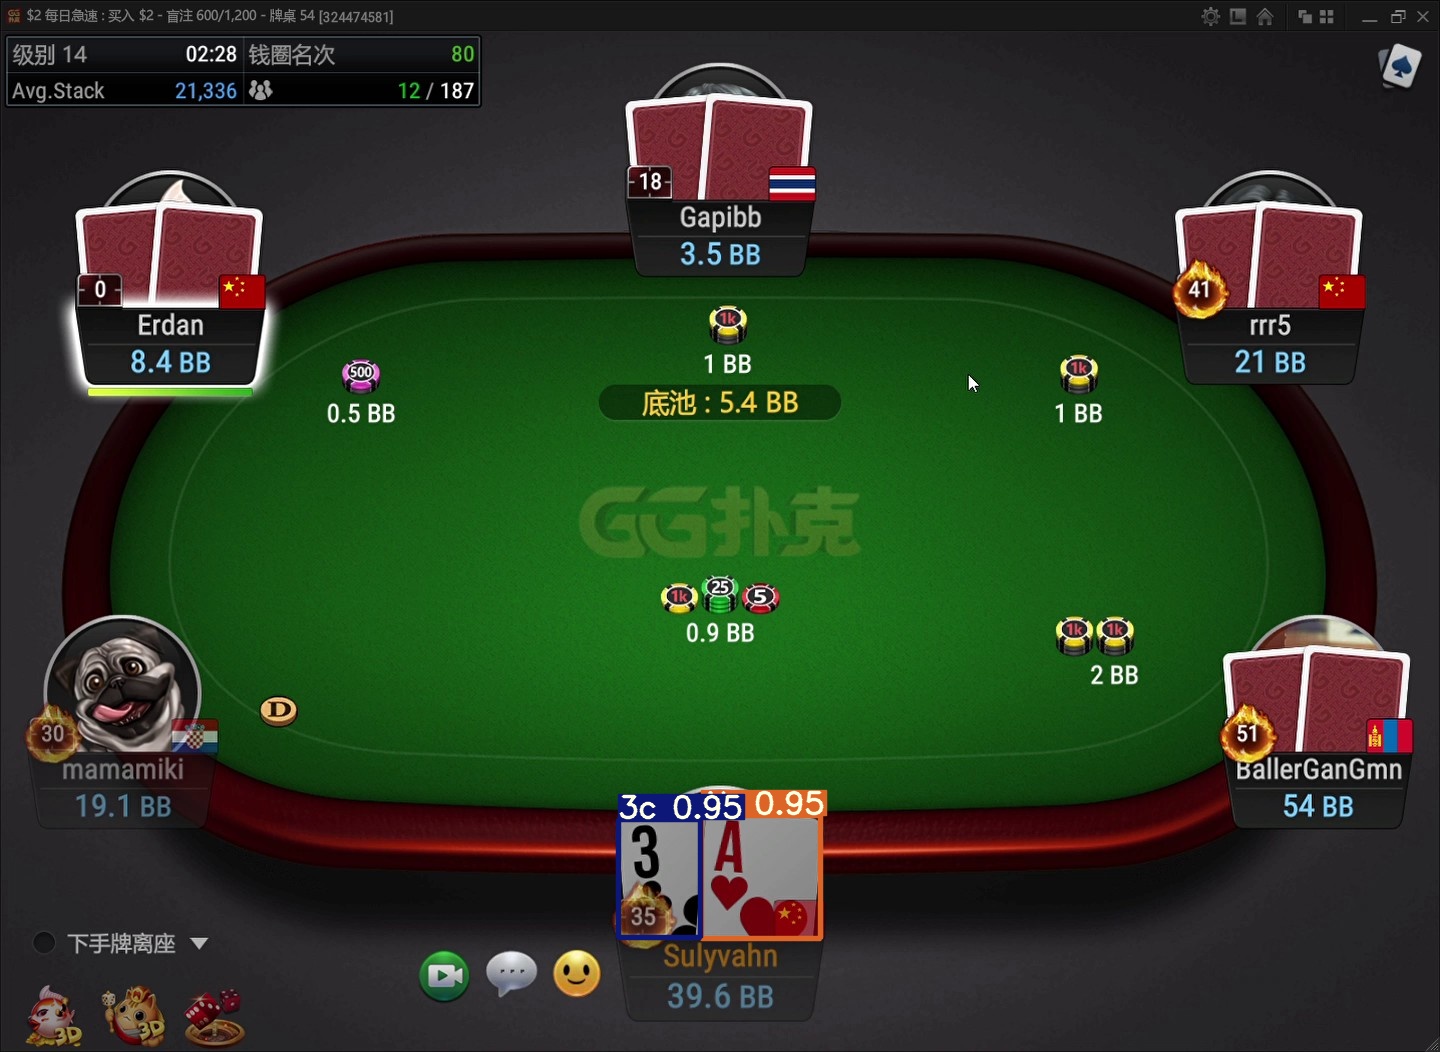 $2 每日急速 : 买入 $2 - 盲注 600/1,200 - 牌桌 54 [324474581]
级别 14 02:28 钱圈名次 80
Avg.Stack 21,336 12 / 187
18
Gapibb
3.5 BB
0
Erdan
8.4 BB
41
rrr5
21 BB
1k
1 BB
500
0.5 BB
1k
1 BB
底池 : 5.4 BB
GG扑克
1k 25 5
0.9 BB
1k 1k
2 BB
D
30
mamamiki
19.1 BB
51
BallerGanGmn
54 BB
3c 0.95 0.95
3 A
35
Sulyvahn
39.6 BB
下手牌离座
3D
3D